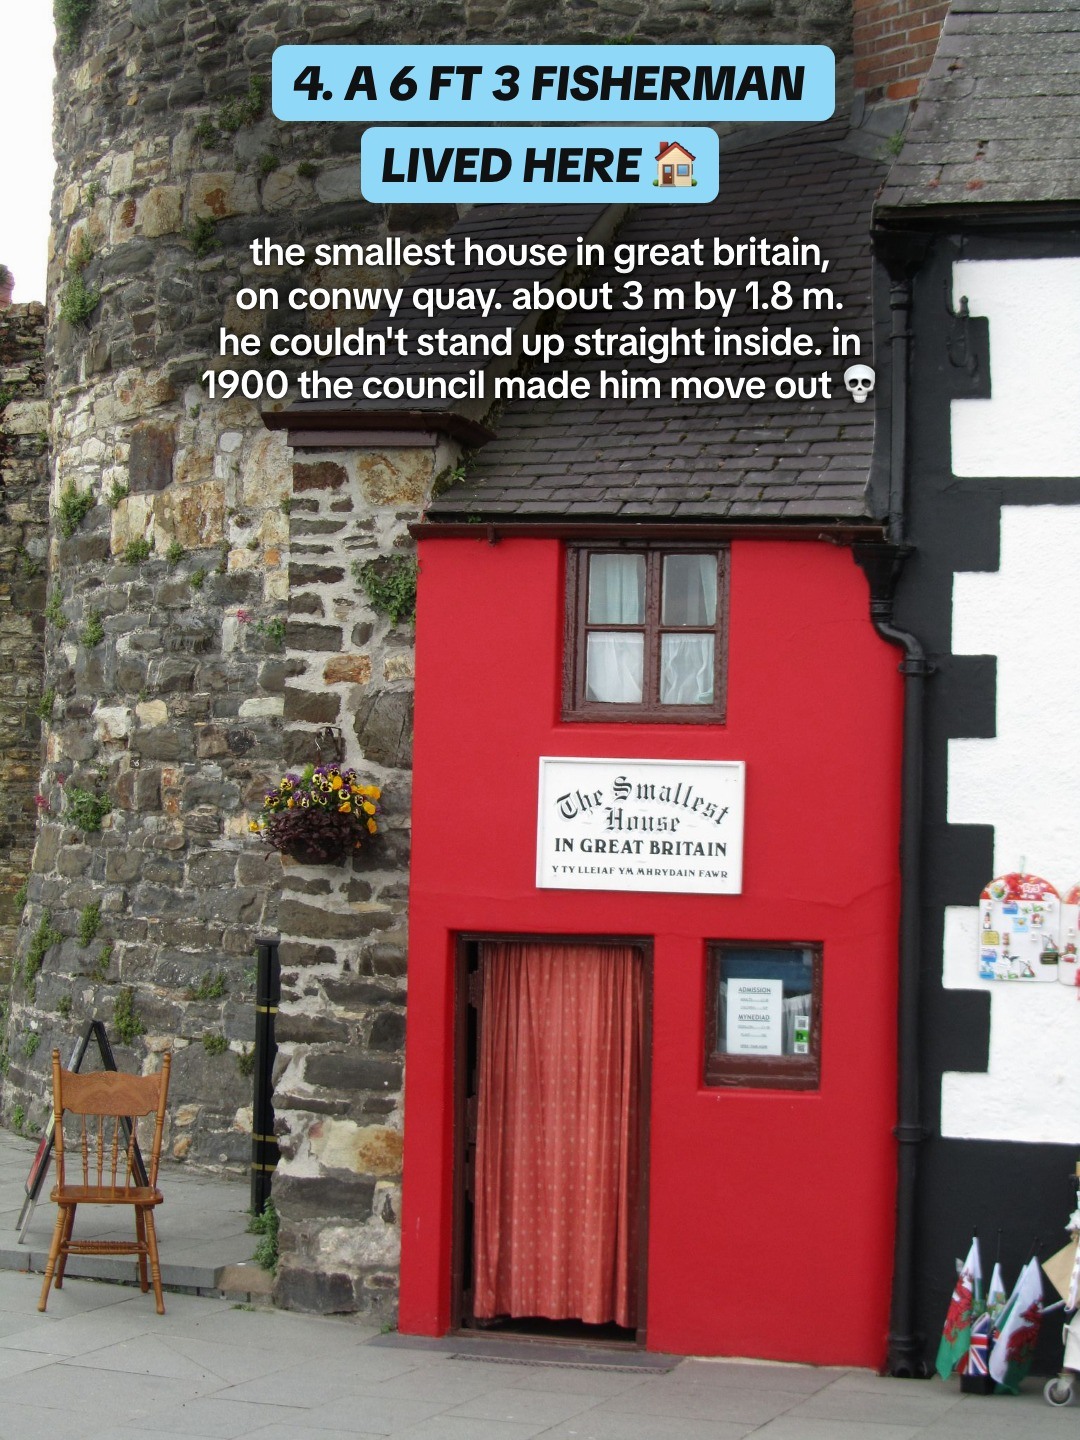 4. A 6 FT 3 FISHERMAN
LIVED HERE 🏠
the smallest house in great britain,
on conwy quay. about 3 m by 1.8 m.
he couldn't stand up straight inside. in
1900 the council made him move out 💀
The Smallest
House
IN GREAT BRITAIN
Y TY LLEIAF YM MHRYDAIN FAWR
ADMISSION
MYNEDIAD